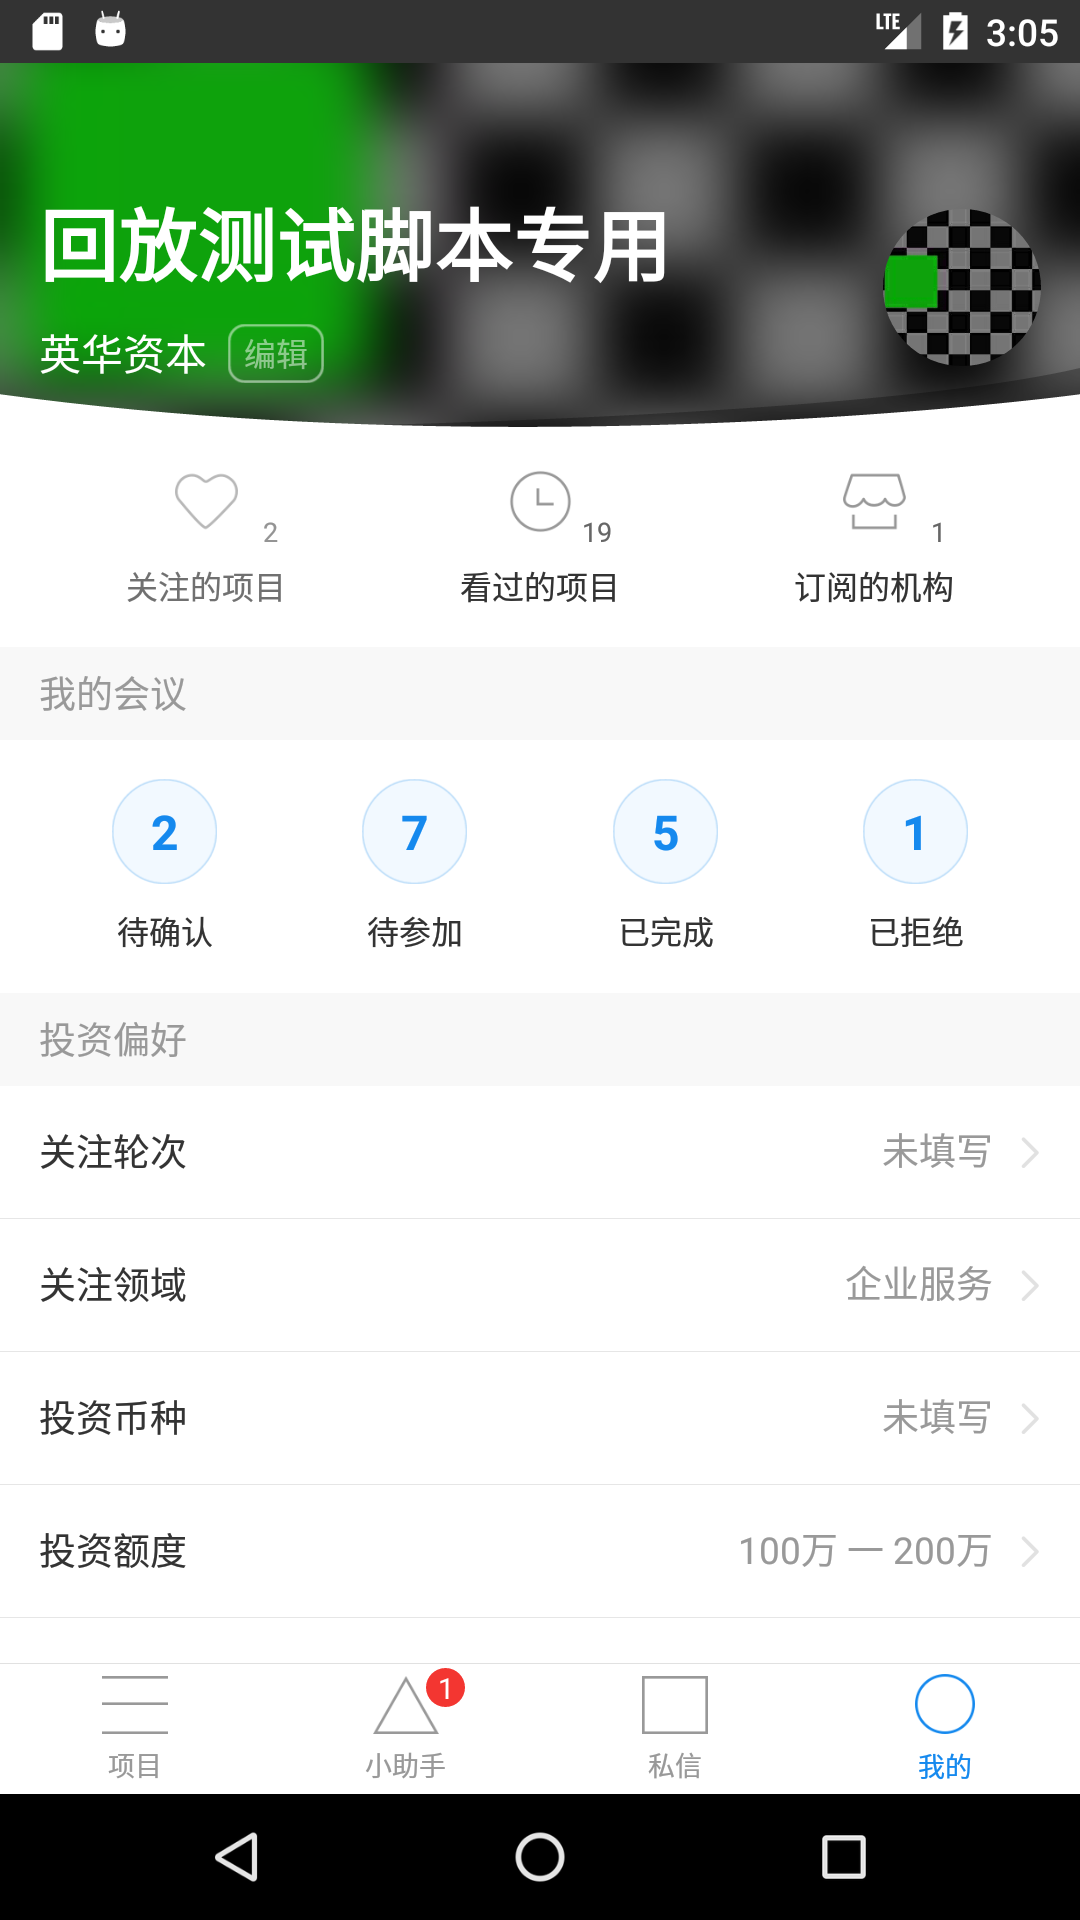 LTE 3:05
回放测试脚本专用
英华资本 编辑
2 19 1
关注的项目 看过的项目 订阅的机构
我的会议
2 7 5 1
待确认 待参加 已完成 已拒绝
投资偏好
关注轮次 未填写
关注领域 企业服务
投资币种 未填写
投资额度 100万 一 200万
1
项目 小助手 私信 我的